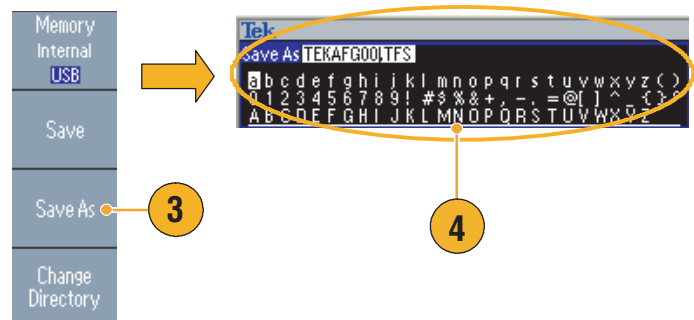 Memory
Internal
USB
Save
Save As
Change
Directory
3
Tek
Save As TEKAFG00.TFS
a b c d e f g h i j k l m n o p q r s t u v w x y z ( )
0 1 2 3 4 5 6 7 8 9 ! # $ % & + , - . = @ [ ] ^ _ { }
A B C D E F G H I J K L M N O P Q R S T U V W X Y Z
4